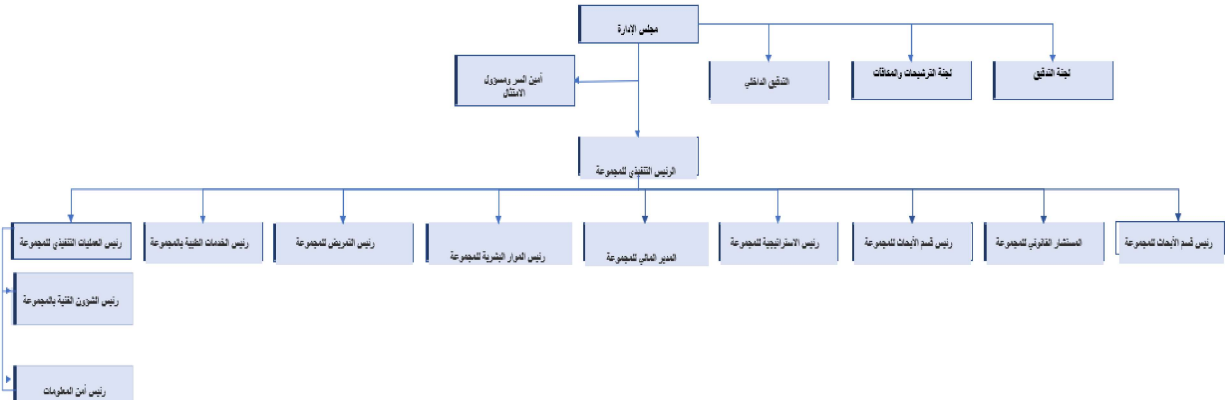 مجلس الإدارة
لجنة التدقيق
لجنة الترشيحات والمكافآت
التدقيق الداخلي
أمين السر ومسؤول
الامتثال
الرئيس التنفيذي للمجموعة
رئيس قسم الأبحاث للمجموعة
المستشار القانوني للمجموعة
رئيس قسم الأبحاث للمجموعة
رئيس الاستراتيجية للمجموعة
المدير المالي للمجموعة
رئيس الموار البشرية للمجموعة
رئيس التمريض للمجموعة
رئيس الخدمات الطبية بالمجموعة
رئيس العمليات التنفيذي للمجموعة
رئيس الشؤون الفنية بالمجموعة
رئيس أمن المعلومات